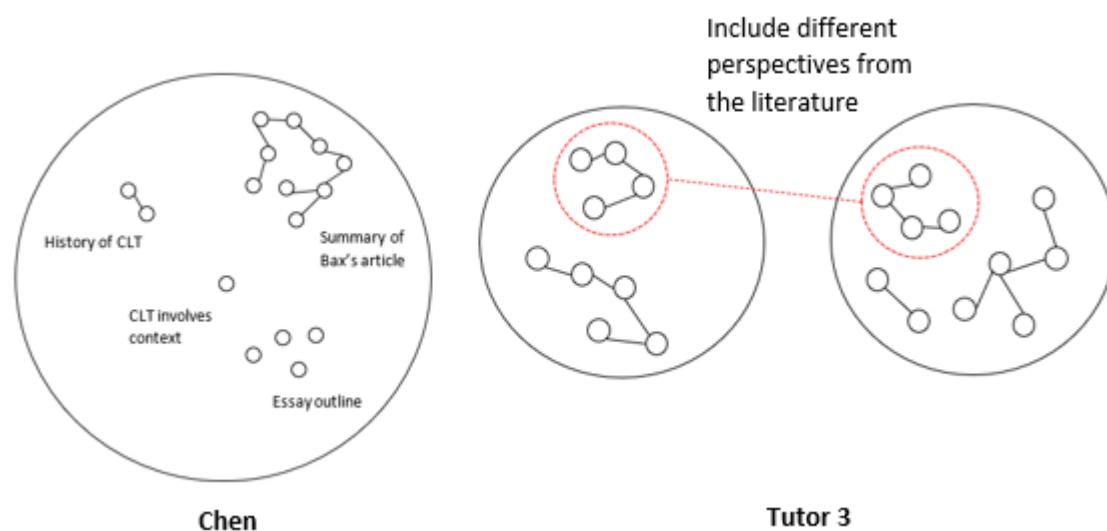 Include different
perspectives from
the literature
History of CLT
Summary of
Bax's article
CLT involves
context
Essay outline
Chen
Tutor 3